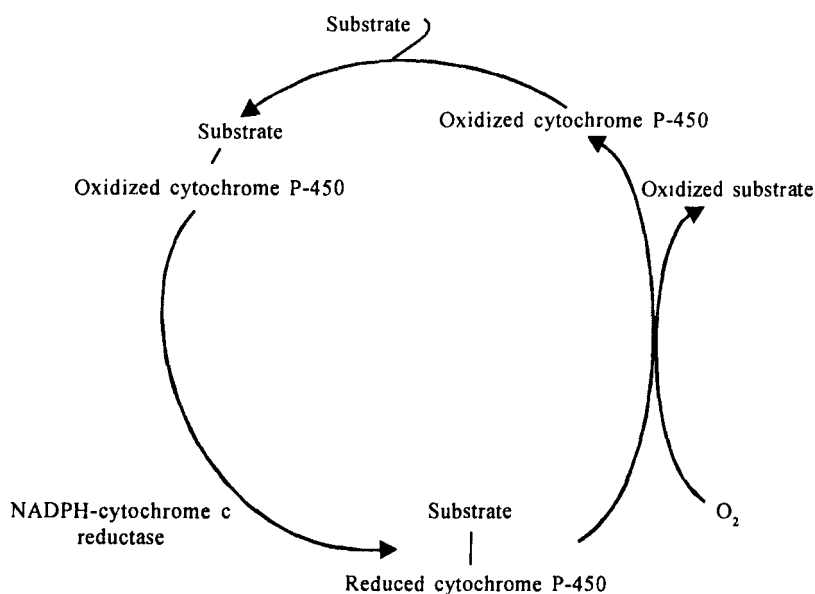 Substrate
Oxidized cytochrome P-450
Substrate
Oxidized cytochrome P-450
Oxidized substrate
NADPH-cytochrome c
reductase
Substrate
Reduced cytochrome P-450
O₂